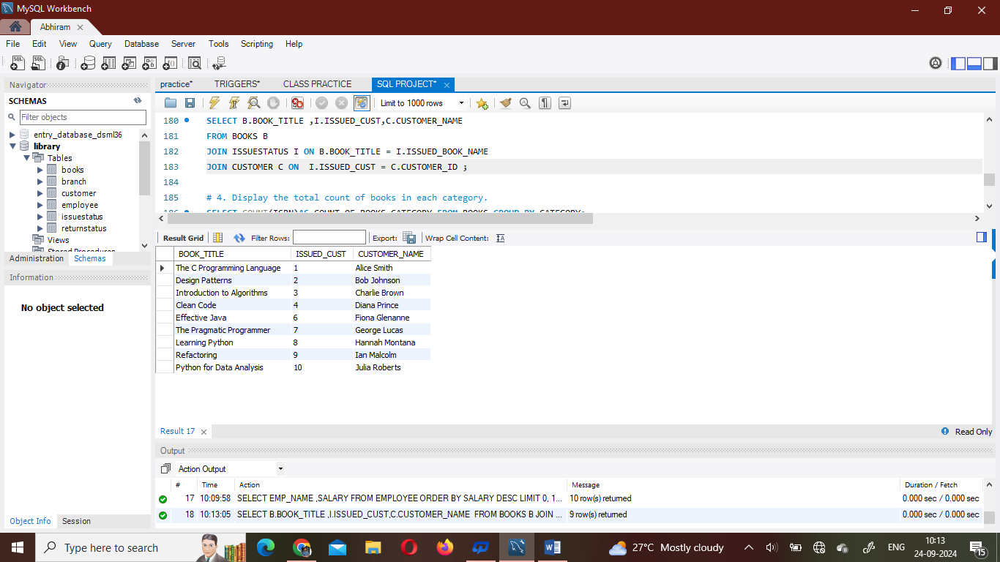 MySQL Workbench
Abhiram
File Edit View Query Database Server Tools Scripting Help
Navigator
SCHEMAS
Filter objects
entry_database_dsml36
library
Tables
books
branch
customer
employee
issuestatus
returnstatus
Views
Stored Procedures
Administration Schemas
Information
No object selected
Object Info Session
practice* TRIGGERS* CLASS PRACTICE SQL PROJECT*
Limit to 1000 rows
180 SELECT B.BOOK_TITLE ,I.ISSUED_CUST,C.CUSTOMER_NAME
181 FROM BOOKS B
182 JOIN ISSUESTATUS I ON B.BOOK_TITLE = I.ISSUED_BOOK_NAME
183 JOIN CUSTOMER C ON  I.ISSUED_CUST = C.CUSTOMER_ID ;
184
185 # 4. Display the total count of books in each category.
186 SELECT COUNT(ISBN)AS COUNT_OF_BOOKS,CATEGORY FROM BOOKS GROUP BY CATEGORY;
Result Grid Filter Rows: Export: Wrap Cell Content:
BOOK_TITLE ISSUED_CUST CUSTOMER_NAME
The C Programming Language 1 Alice Smith
Design Patterns 2 Bob Johnson
Introduction to Algorithms 3 Charlie Brown
Clean Code 4 Diana Prince
Effective Java 6 Fiona Glenanne
The Pragmatic Programmer 7 George Lucas
Learning Python 8 Hannah Montana
Refactoring 9 Ian Malcolm
Python for Data Analysis 10 Julia Roberts
Result 17 Read Only
Output
Action Output
# Time Action Message Duration / Fetch
17 10:09:58 SELECT EMP_NAME ,SALARY FROM EMPLOYEE ORDER BY SALARY DESC LIMIT 0, 1... 10 row(s) returned 0.000 sec / 0.000 sec
18 10:13:05 SELECT B.BOOK_TITLE ,I.ISSUED_CUST,C.CUSTOMER_NAME  FROM BOOKS B JOIN ... 9 row(s) returned 0.000 sec / 0.000 sec
Type here to search
27°C Mostly cloudy
ENG
10:13
24-09-2024
15